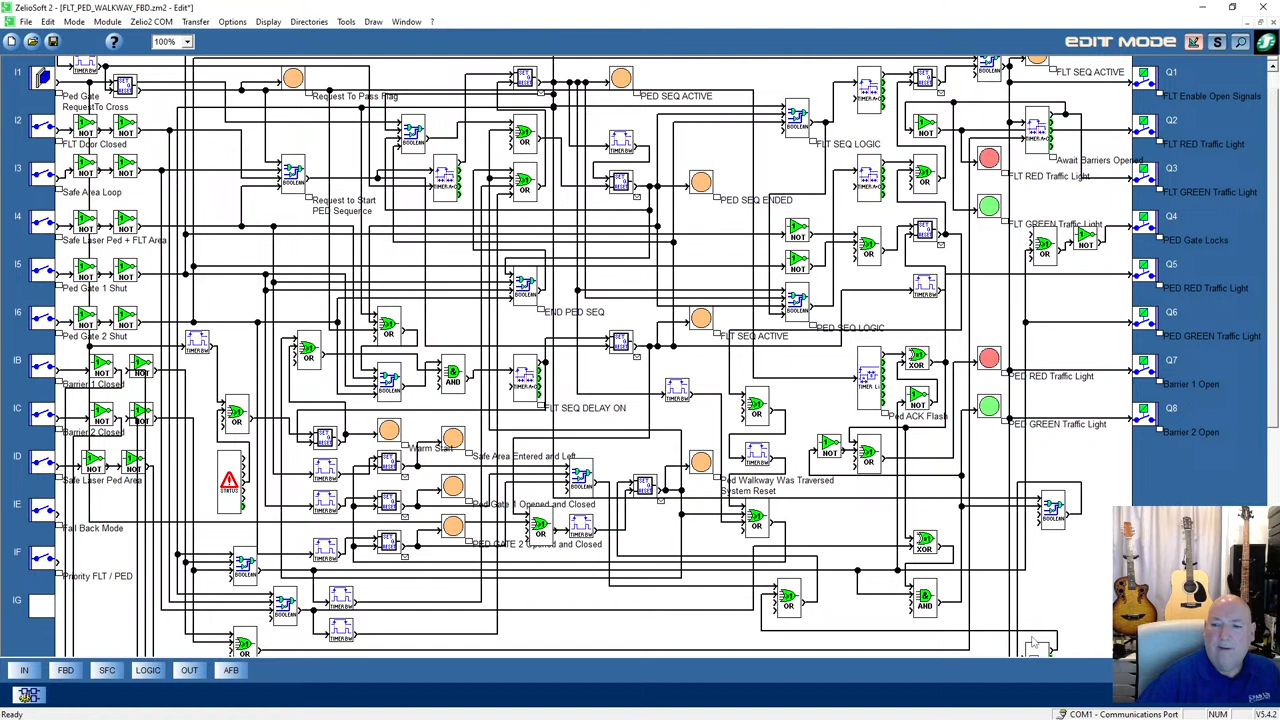 ZelioSoft 2 - [FLT_PED_WALKWAY_FBD.zm2 - Edit*]
File Edit Mode Module Zelio2 COM Transfer Options Display Directories Tools Draw Window ?
100% EDIT MODE
I1
Ped Gate
RequestTo Cross
I2
FLT Door Closed
I3
Safe Area Loop
I4
Safe Laser Ped + FLT Area
I5
Ped Gate 1 Shut
I6
Ped Gate 2 Shut
IB
Barrier 1 Closed
IC
Barrier 2 Closed
ID
Safe Laser Ped Area
IE
Fall Back Mode
IF
Priority FLT / PED
IG
Request To Pass Flag
PED SEQ ACTIVE
FLT SEQ ACTIVE
FLT SEQ LOGIC
Await Barriers Opened
FLT RED Traffic Light
Request to Start
PED Sequence
PED SEQ ENDED
FLT GREEN Traffic Light
END PED SEQ
PED SEQ LOGIC
FLT SEQ ACTIVE
PED RED Traffic Light
FLT SEQ DELAY ON
Ped ACK Flash
PED GREEN Traffic Light
Warm Start
Safe Area Entered and Left
Ped Walkway Was Traversed
System Reset
Ped Gate 1 Opened and Closed
PED GATE 2 Opened and Closed
STATUS
Q1
FLT Enable Open Signals
Q2
FLT RED Traffic Light
Q3
FLT GREEN Traffic Light
Q4
PED Gate Locks
Q5
PED RED Traffic Light
Q6
PED GREEN Traffic Light
Q7
Barrier 1 Open
Q8
Barrier 2 Open
IN FBD SFC LOGIC OUT AFB
Ready COM1 - Communications Port NUM V5.4.2